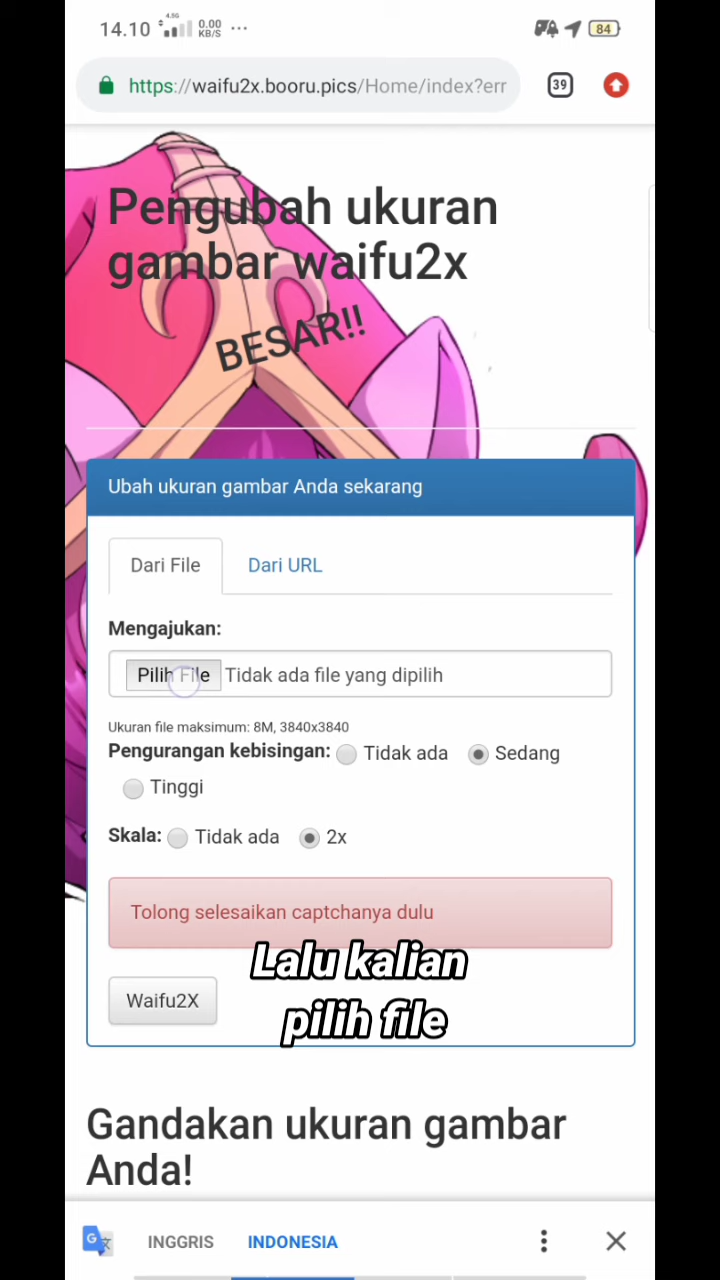 14.10 4.5G 0.00 KB/S ... 84
https://waifu2x.booru.pics/Home/index?err 39
Pengubah ukuran
gambar waifu2x
BESAR!!
Ubah ukuran gambar Anda sekarang
Dari File Dari URL
Mengajukan:
Pilih File Tidak ada file yang dipilih
Ukuran file maksimum: 8M, 3840x3840
Pengurangan kebisingan: Tidak ada Sedang
Tinggi
Skala: Tidak ada 2x
Tolong selesaikan captchanya dulu
Lalu kalian
Waifu2X
pilih file
Gandakan ukuran gambar
Anda!
INGGRIS INDONESIA